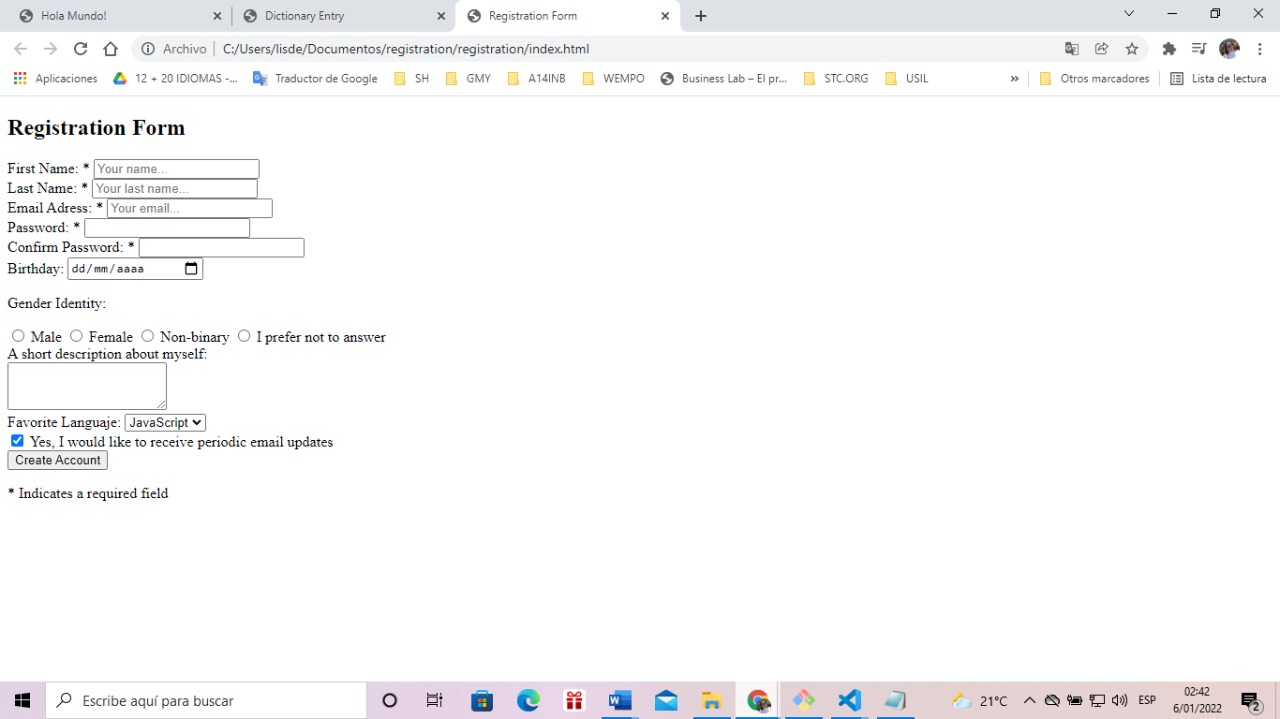 Hola Mundo!
Dictionary Entry
Registration Form
Archivo
C:/Users/lisde/Documentos/registration/registration/index.html
Aplicaciones
12 + 20 IDIOMAS -...
Traductor de Google
SH
GMY
A14INB
WEMPO
Business Lab – El pr...
STC.ORG
USIL
»
Otros marcadores
Lista de lectura
Registration Form
First Name: * Your name...
Last Name: * Your last name...
Email Adress: * Your email...
Password: *
Confirm Password: *
Birthday: dd/mm/aaaa
Gender Identity:
Male Female Non-binary I prefer not to answer
A short description about myself:
Favorite Languaje: JavaScript
Yes, I would like to receive periodic email updates
Create Account
* Indicates a required field
Escribe aquí para buscar
21°C
ESP
02:42
6/01/2022
2